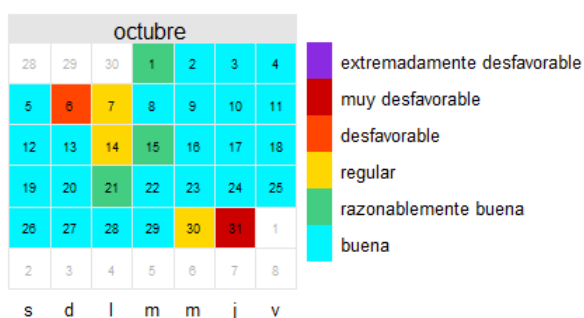 octubre
28 29 30 1 2 3 4
5 6 7 8 9 10 11
12 13 14 15 16 17 18
19 20 21 22 23 24 25
26 27 28 29 30 31 1
2 3 4 5 6 7 8
s d l m m j v
extremadamente desfavorable
muy desfavorable
desfavorable
regular
razonablemente buena
buena